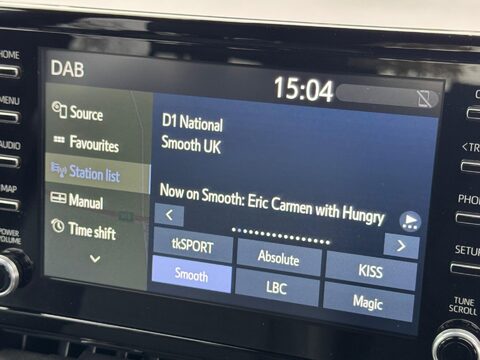 DAB
15:04
HOME
MENU
AUDIO
MAP
POWER
VOLUME
Source
Favourites
Station list
Manual
Time shift
D1 National
Smooth UK
Now on Smooth: Eric Carmen with Hungry
tkSPORT
Absolute
KISS
Smooth
LBC
Magic
<TR
PHO
SETU
TUNE
SCROLL